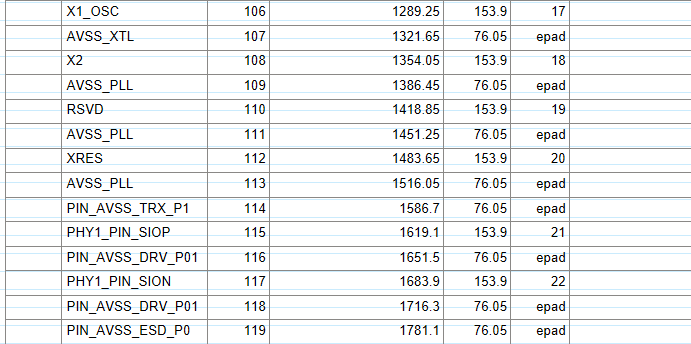 X1_OSC 106 1289.25 153.9 17
AVSS_XTL 107 1321.65 76.05 epad
X2 108 1354.05 153.9 18
AVSS_PLL 109 1386.45 76.05 epad
RSVD 110 1418.85 153.9 19
AVSS_PLL 111 1451.25 76.05 epad
XRES 112 1483.65 153.9 20
AVSS_PLL 113 1516.05 76.05 epad
PIN_AVSS_TRX_P1 114 1586.7 76.05 epad
PHY1_PIN_SIOP 115 1619.1 153.9 21
PIN_AVSS_DRV_P01 116 1651.5 76.05 epad
PHY1_PIN_SION 117 1683.9 153.9 22
PIN_AVSS_DRV_P01 118 1716.3 76.05 epad
PIN_AVSS_ESD_P0 119 1781.1 76.05 epad